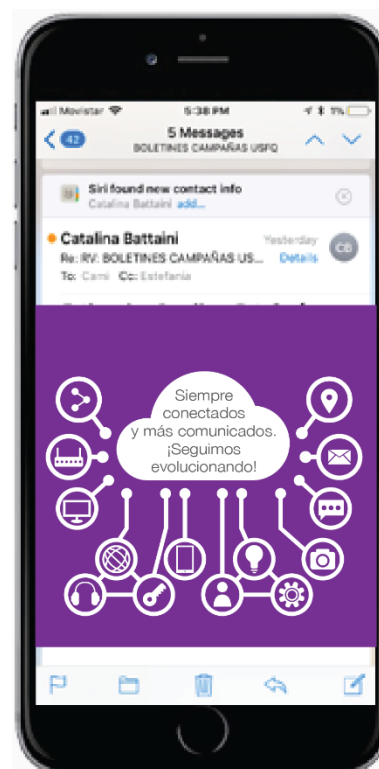 Movistar 5:38 PM 1%
42 5 Messages
BOLETINES CAMPAÑAS USFQ
Siri found new contact info
Catalina Battaini add...
Catalina Battaini Yesterday CB
Re: RV: BOLETINES CAMPAÑAS US... Details
To: Cami Cc: Estefanía
Siempre
conectados
y más comunicados.
¡Seguimos
evolucionando!